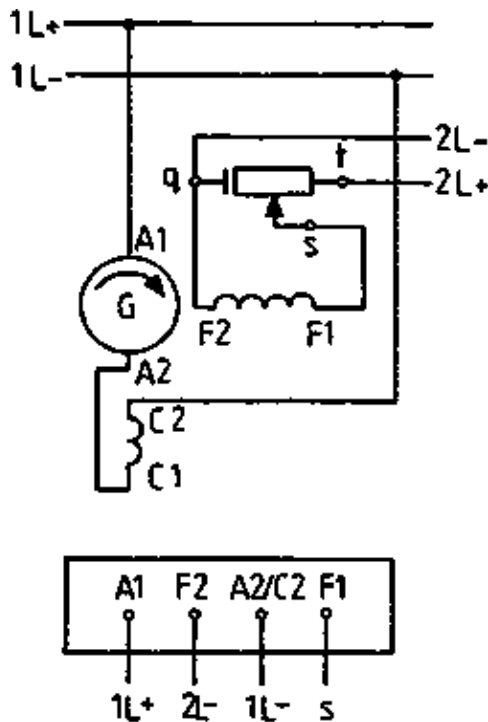 1L+
1L-
2L-
q
t
2L+
s
A1
G
F2 F1
A2
C2
C1
A1 F2 A2/C2 F1
1L+ 2L- 1L- s